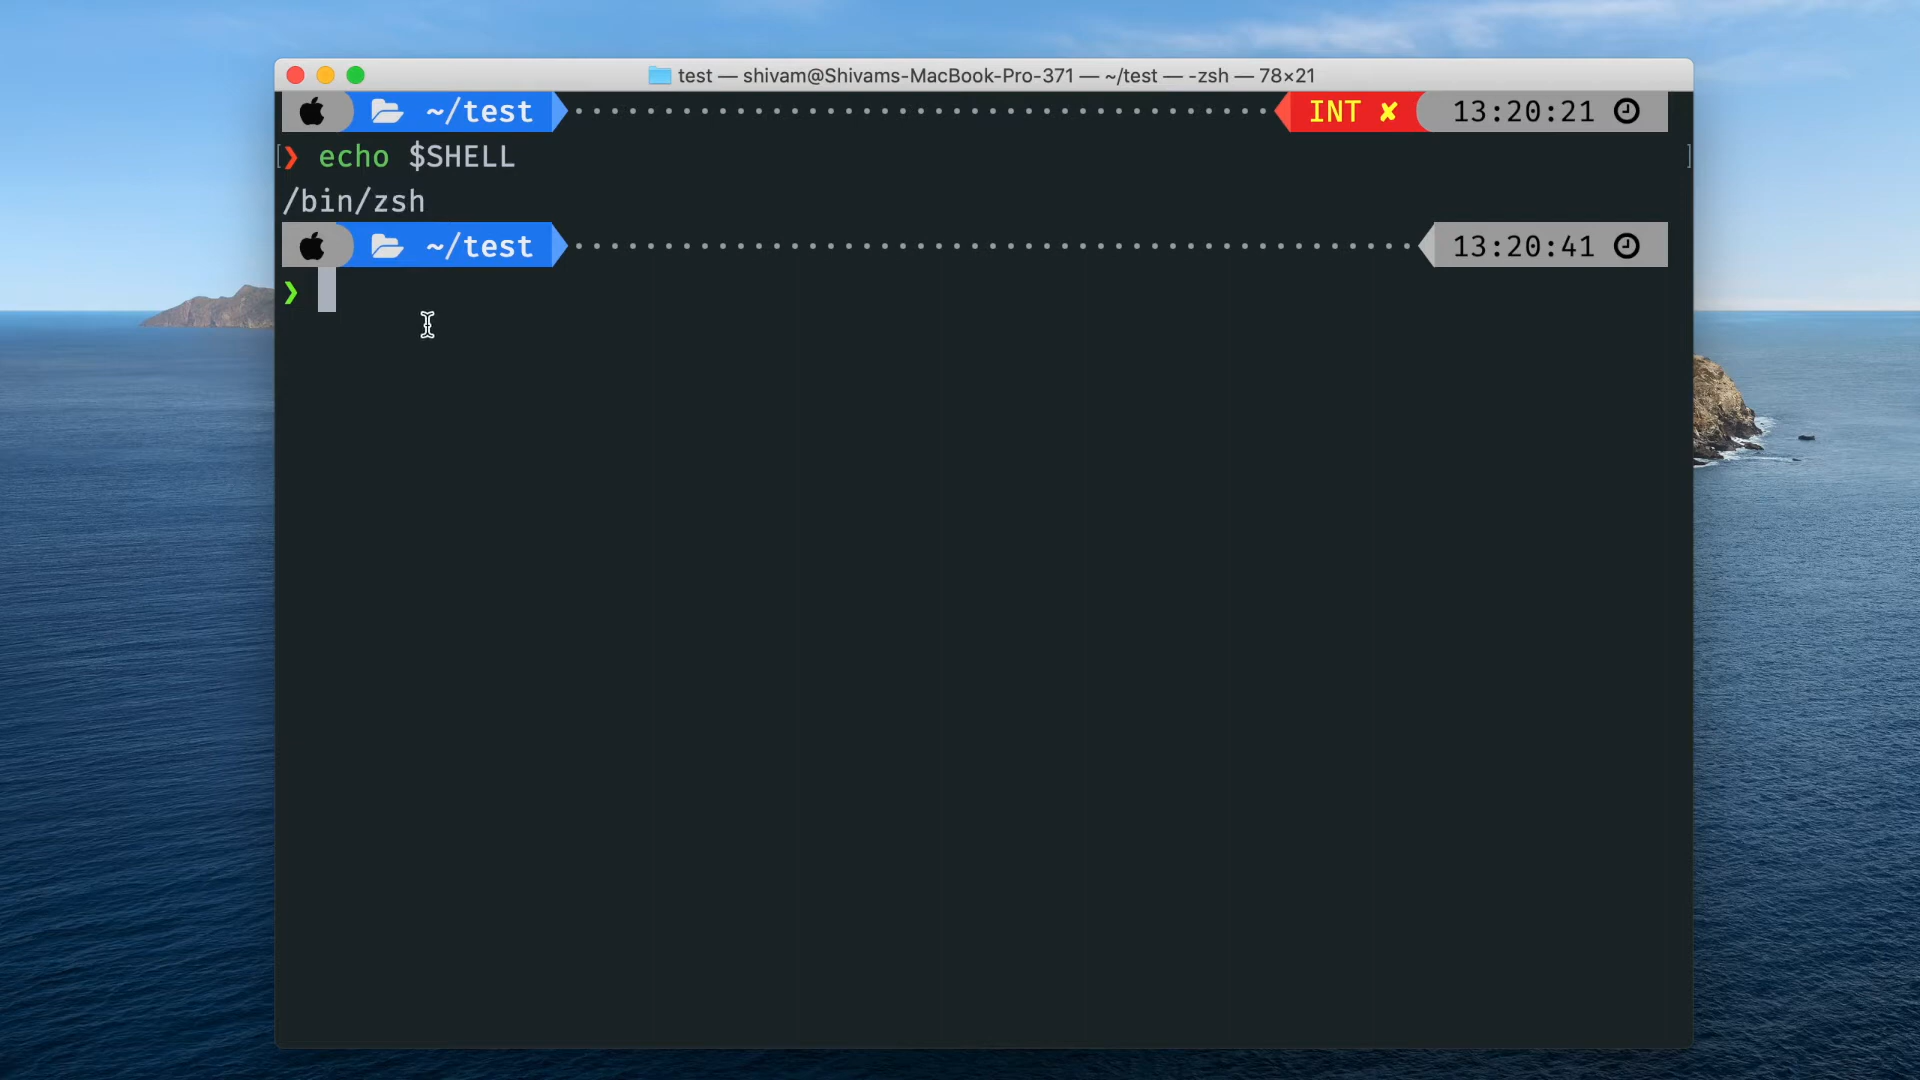 test — shivam@Shivams-MacBook-Pro-371 — ~/test — -zsh — 78×21
~/test INT ✘ 13:20:21
❯ echo $SHELL
/bin/zsh
~/test 13:20:41
❯